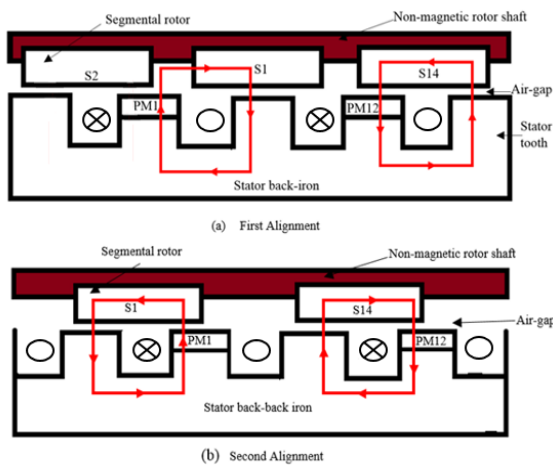 Segmental rotor
Non-magnetic rotor shaft
S2
S1
S14
Air-gap
PM1
PM12
Stator
tooth
Stator back-iron
(a) First Alignment
Segmental rotor
Non-magnetic rotor shaft
S1
S14
Air-gap
PM1
PM12
Stator back-back iron
(b) Second Alignment